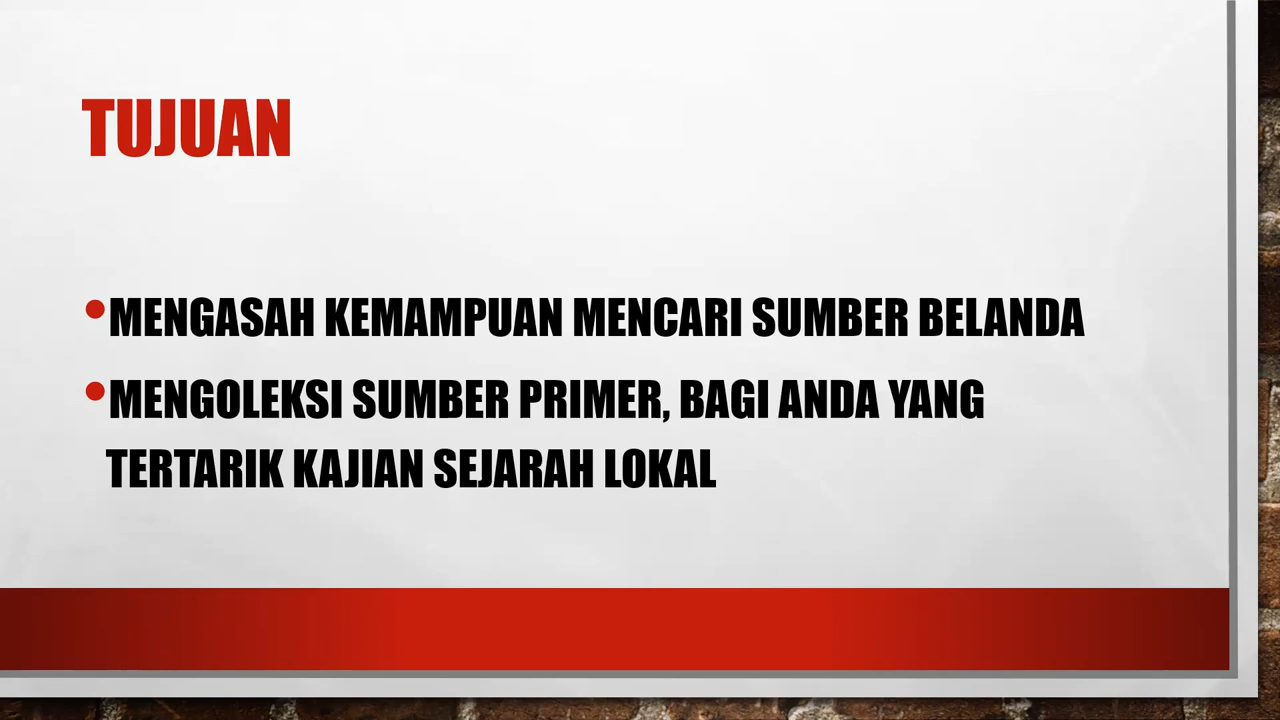 TUJUAN
•MENGASAH KEMAMPUAN MENCARI SUMBER BELANDA
•MENGOLEKSI SUMBER PRIMER, BAGI ANDA YANG
TERTARIK KAJIAN SEJARAH LOKAL